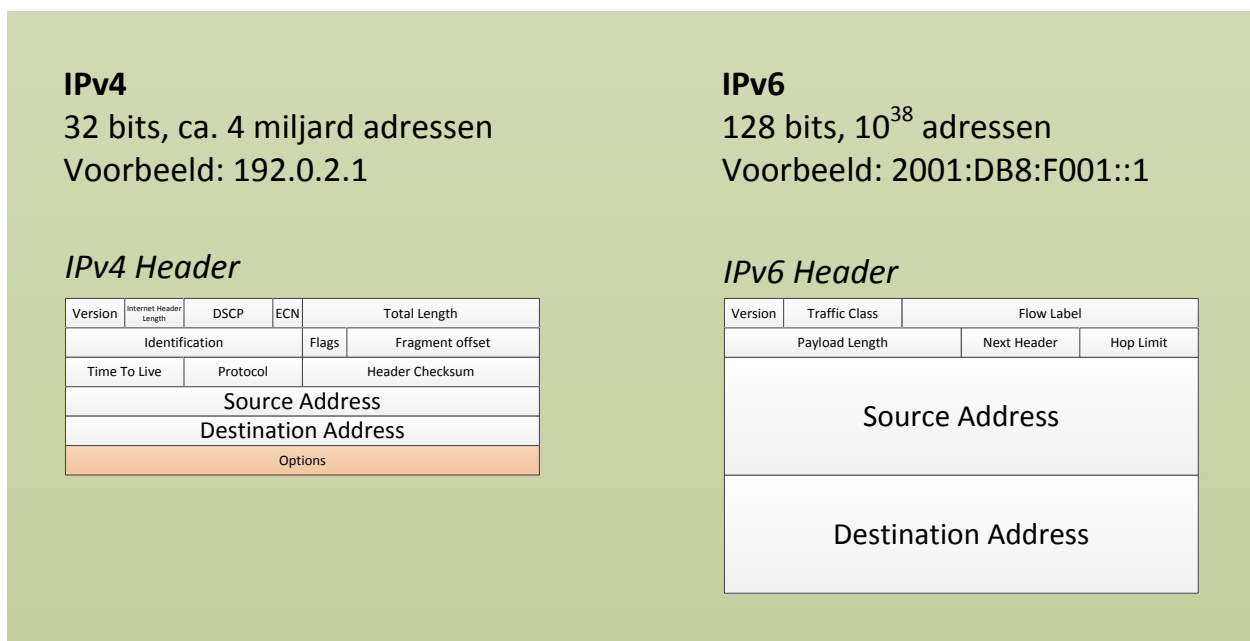 IPv4
32 bits, ca. 4 miljard adressen
Voorbeeld: 192.0.2.1
IPv4 Header
Version Internet Header Length DSCP ECN Total Length
Identification Flags Fragment offset
Time To Live Protocol Header Checksum
Source Address
Destination Address
Options
IPv6
128 bits, 10³⁸ adressen
Voorbeeld: 2001:DB8:F001::1
IPv6 Header
Version Traffic Class Flow Label
Payload Length Next Header Hop Limit
Source Address
Destination Address